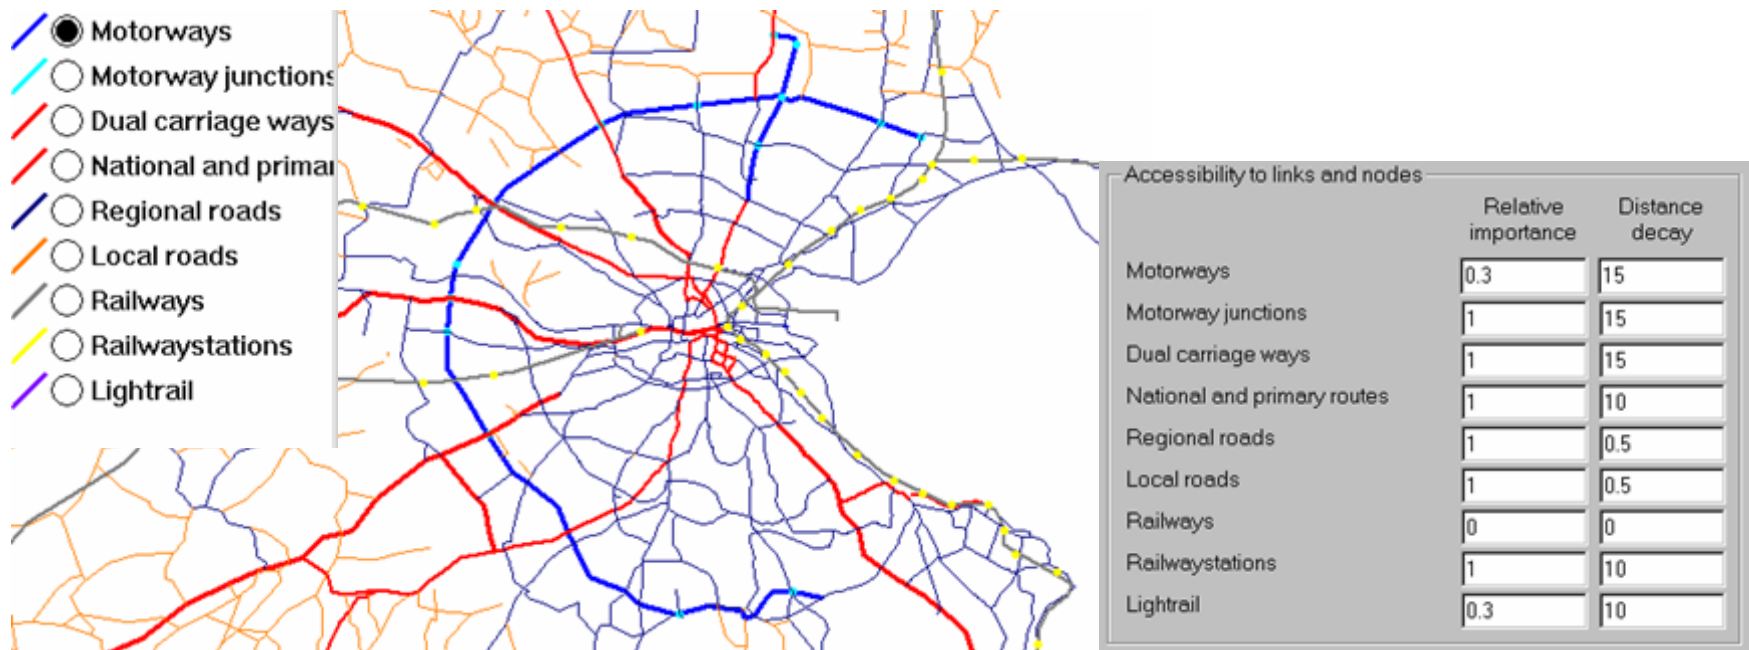 Motorways
Motorway junctions
Dual carriage ways
National and primar
Regional roads
Local roads
Railways
Railwaystations
Lightrail
Accessibility to links and nodes
Relative importance
Distance decay
Motorways 0.3 15
Motorway junctions 1 15
Dual carriage ways 1 15
National and primary routes 1 10
Regional roads 1 0.5
Local roads 1 0.5
Railways 0 0
Railwaystations 1 10
Lightrail 0.3 10